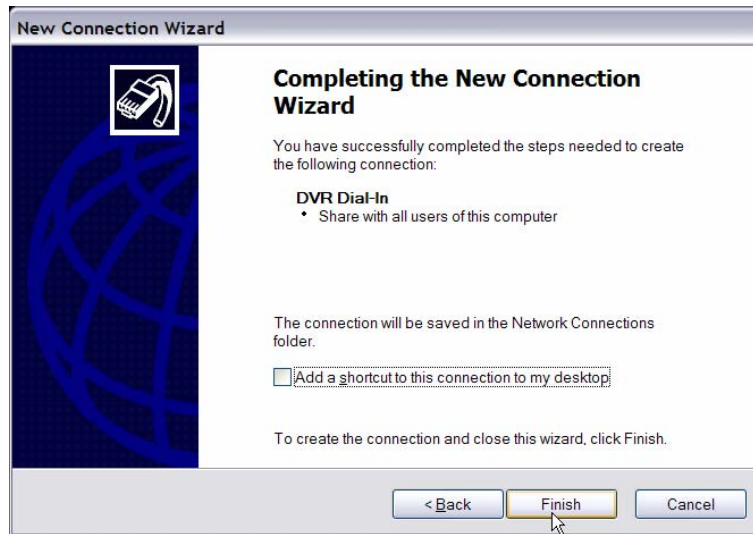 New Connection Wizard
Completing the New Connection
Wizard
You have successfully completed the steps needed to create
the following connection:
DVR Dial-In
• Share with all users of this computer
The connection will be saved in the Network Connections
folder.
Add a shortcut to this connection to my desktop
To create the connection and close this wizard, click Finish.
< Back Finish Cancel